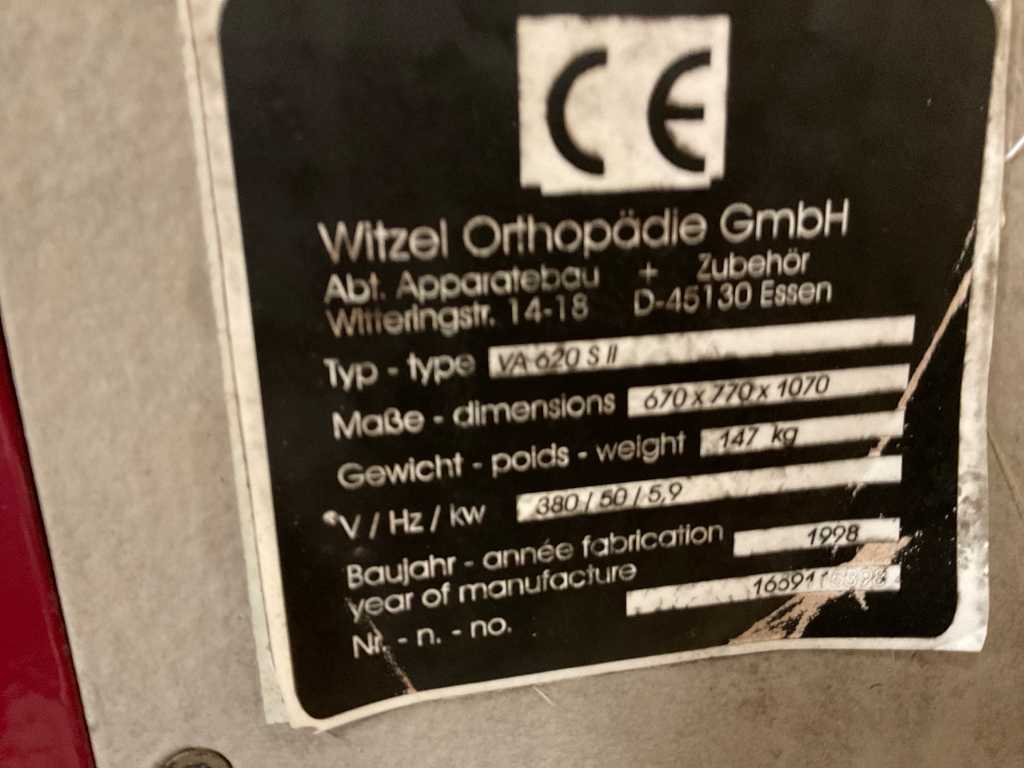 CE
Witzel Orthopädie GmbH
Abt. Apparatebau + Zubehör
Witteringstr. 14-18 D-45130 Essen
Typ - type VA 620 S II
Maße - dimensions 670 x 770 x 1070
Gewicht - poids - weight 147 kg
V / Hz / kw 380 / 50 / 5,9
Baujahr - année fabrication 1998
year of manufacture
Nr. - n. - no.